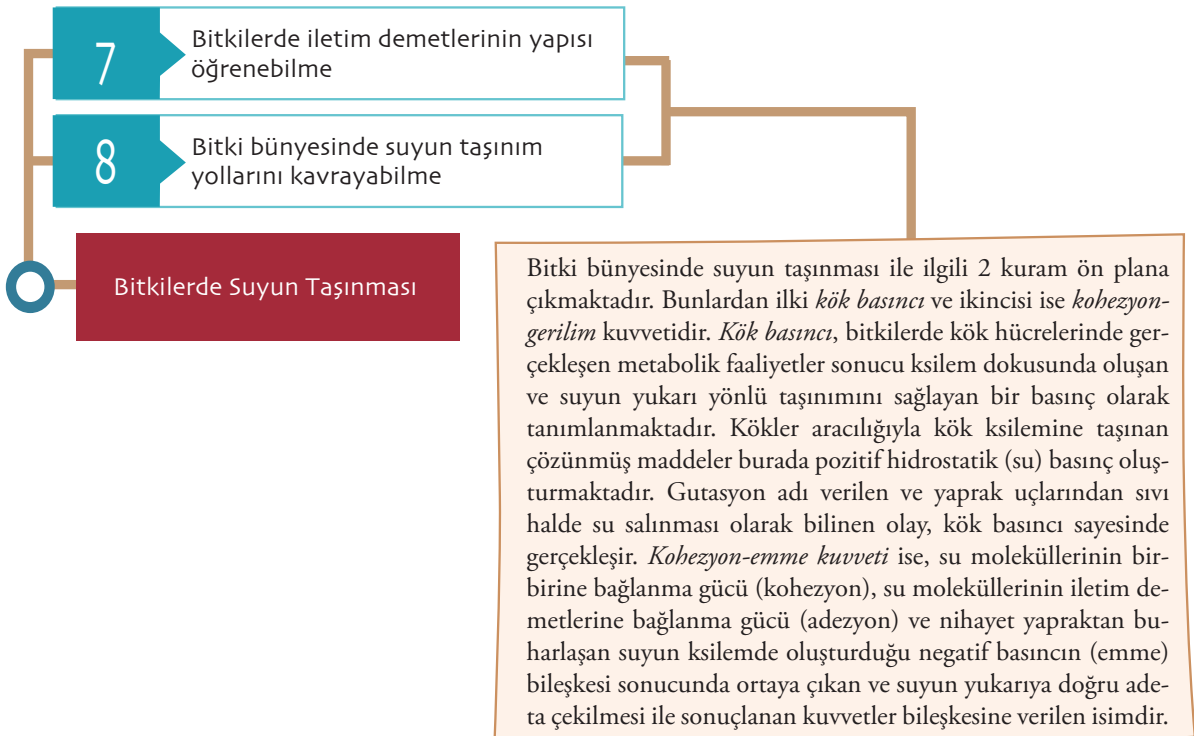 7
Bitkilerde iletim demetlerinin yapısı
öğrenebilme
8
Bitki bünyesinde suyun taşınım
yollarını kavrayabilme
Bitkilerde Suyun Taşınması
Bitki bünyesinde suyun taşınması ile ilgili 2 kuram ön plana
çıkmaktadır. Bunlardan ilki kök basıncı ve ikincisi ise kohezyon-
gerilim kuvvetidir. Kök basıncı, bitkilerde kök hücrelerinde ger-
çekleşen metabolik faaliyetler sonucu ksilem dokusunda oluşan
ve suyun yukarı yönlü taşınımını sağlayan bir basınç olarak
tanımlanmaktadır. Kökler aracılığıyla kök ksilemine taşınan
çözünmüş maddeler burada pozitif hidrostatik (su) basınç oluş-
turmaktadır. Gutasyon adı verilen ve yaprak uçlarından sıvı
halde su salınması olarak bilinen olay, kök basıncı sayesinde
gerçekleşir. Kohezyon-emme kuvveti ise, su moleküllerinin bir-
birine bağlanma gücü (kohezyon), su moleküllerinin iletim de-
metlerine bağlanma gücü (adezyon) ve nihayet yapraktan bu-
harlaşan suyun ksilemde oluşturduğu negatif basıncın (emme)
bileşkesi sonucunda ortaya çıkan ve suyun yukarıya doğru ade-
ta çekilmesi ile sonuçlanan kuvvetler bileşkesine verilen isimdir.